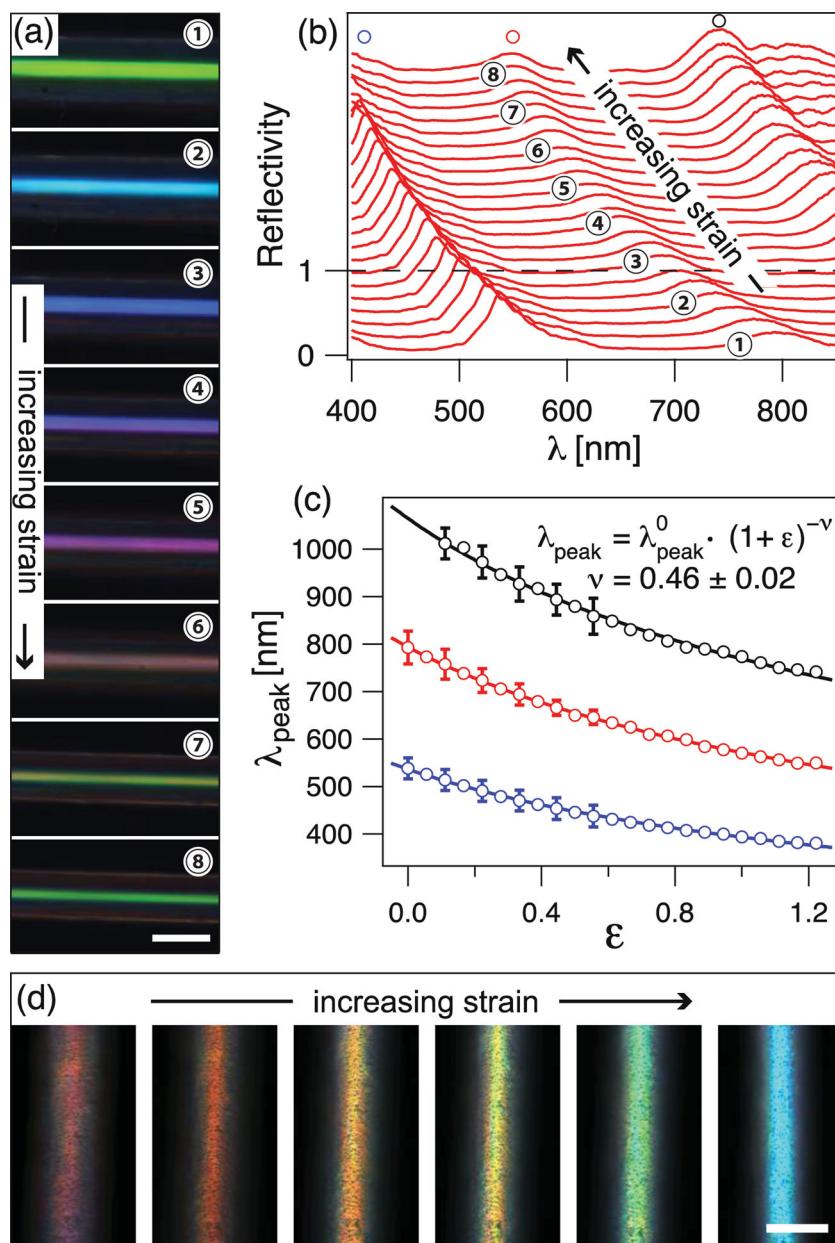 (a)
①
②
③
④
⑤
⑥
⑦
⑧
increasing strain
(b)
Reflectivity
1
0
⑧
⑦
⑥
⑤
④
③
②
①
increasing strain
400 500 600 700 800
λ [nm]
(c)
λpeak = λ⁰peak · (1+ ε)⁻ᵛ
ν = 0.46 ± 0.02
λpeak [nm]
1000
900
800
700
600
500
400
0.0 0.4 0.8 1.2
ε
(d)
increasing strain